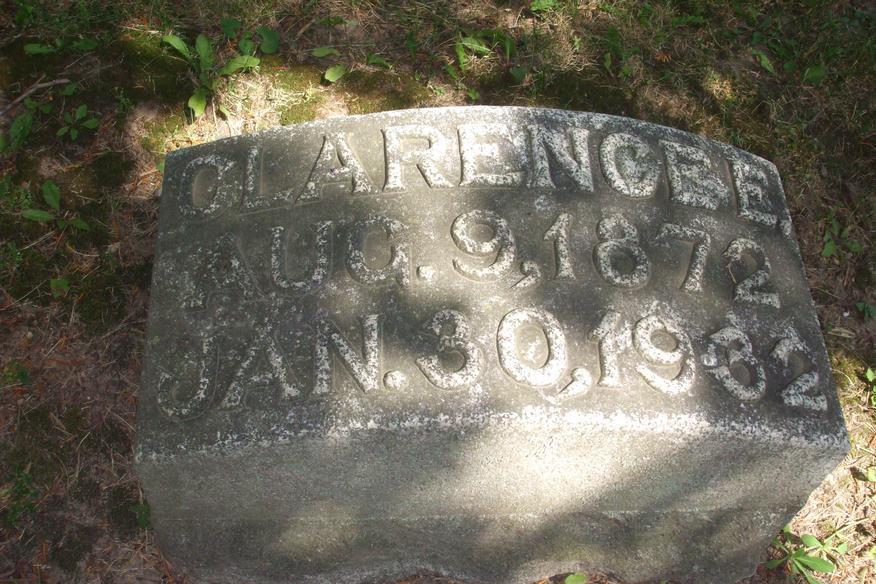 CLARENCE E.
AUG. 9, 1872
JAN. 30, 1932